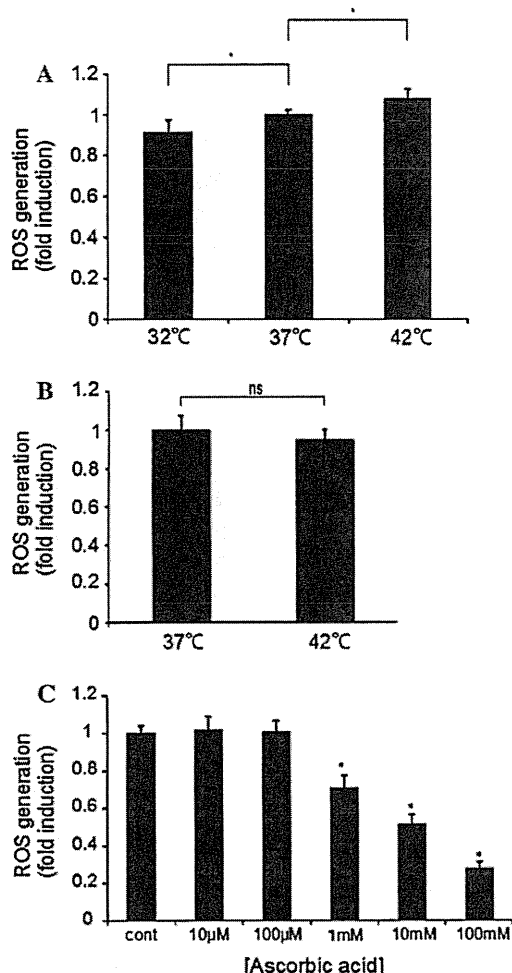 A
*
*
ROS generation
(fold induction)
1.2
1
0.8
0.6
0.4
0.2
0
32℃ 37℃ 42℃
B
ns
ROS generation
(fold induction)
1.2
1
0.8
0.6
0.4
0.2
0
37℃ 42℃
C
ROS generation
(fold induction)
1.2
1
0.8
0.6
0.4
0.2
0
* * *
cont 10μM 100μM 1mM 10mM 100mM
[Ascorbic acid]